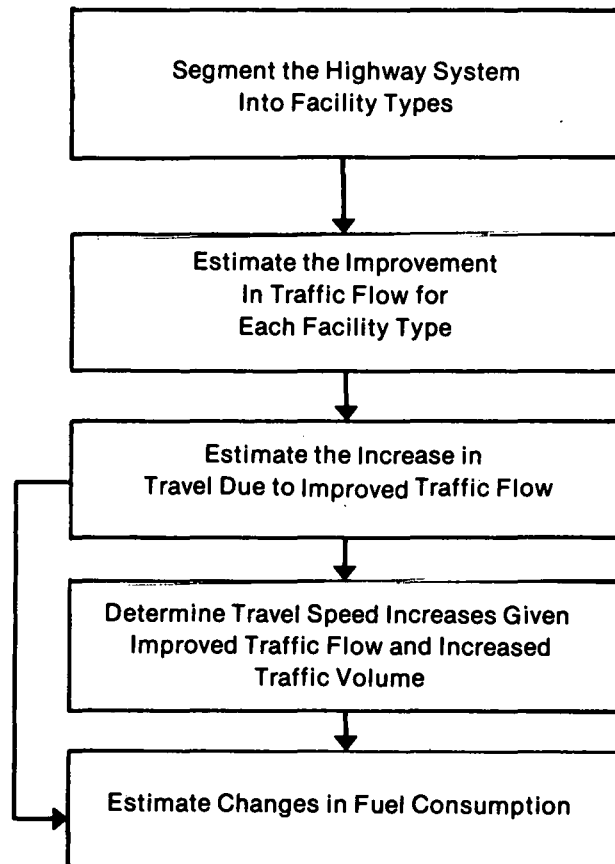 Segment the Highway System
Into Facility Types
Estimate the Improvement
In Traffic Flow for
Each Facility Type
Estimate the Increase in
Travel Due to Improved Traffic Flow
Determine Travel Speed Increases Given
Improved Traffic Flow and Increased
Traffic Volume
Estimate Changes in Fuel Consumption